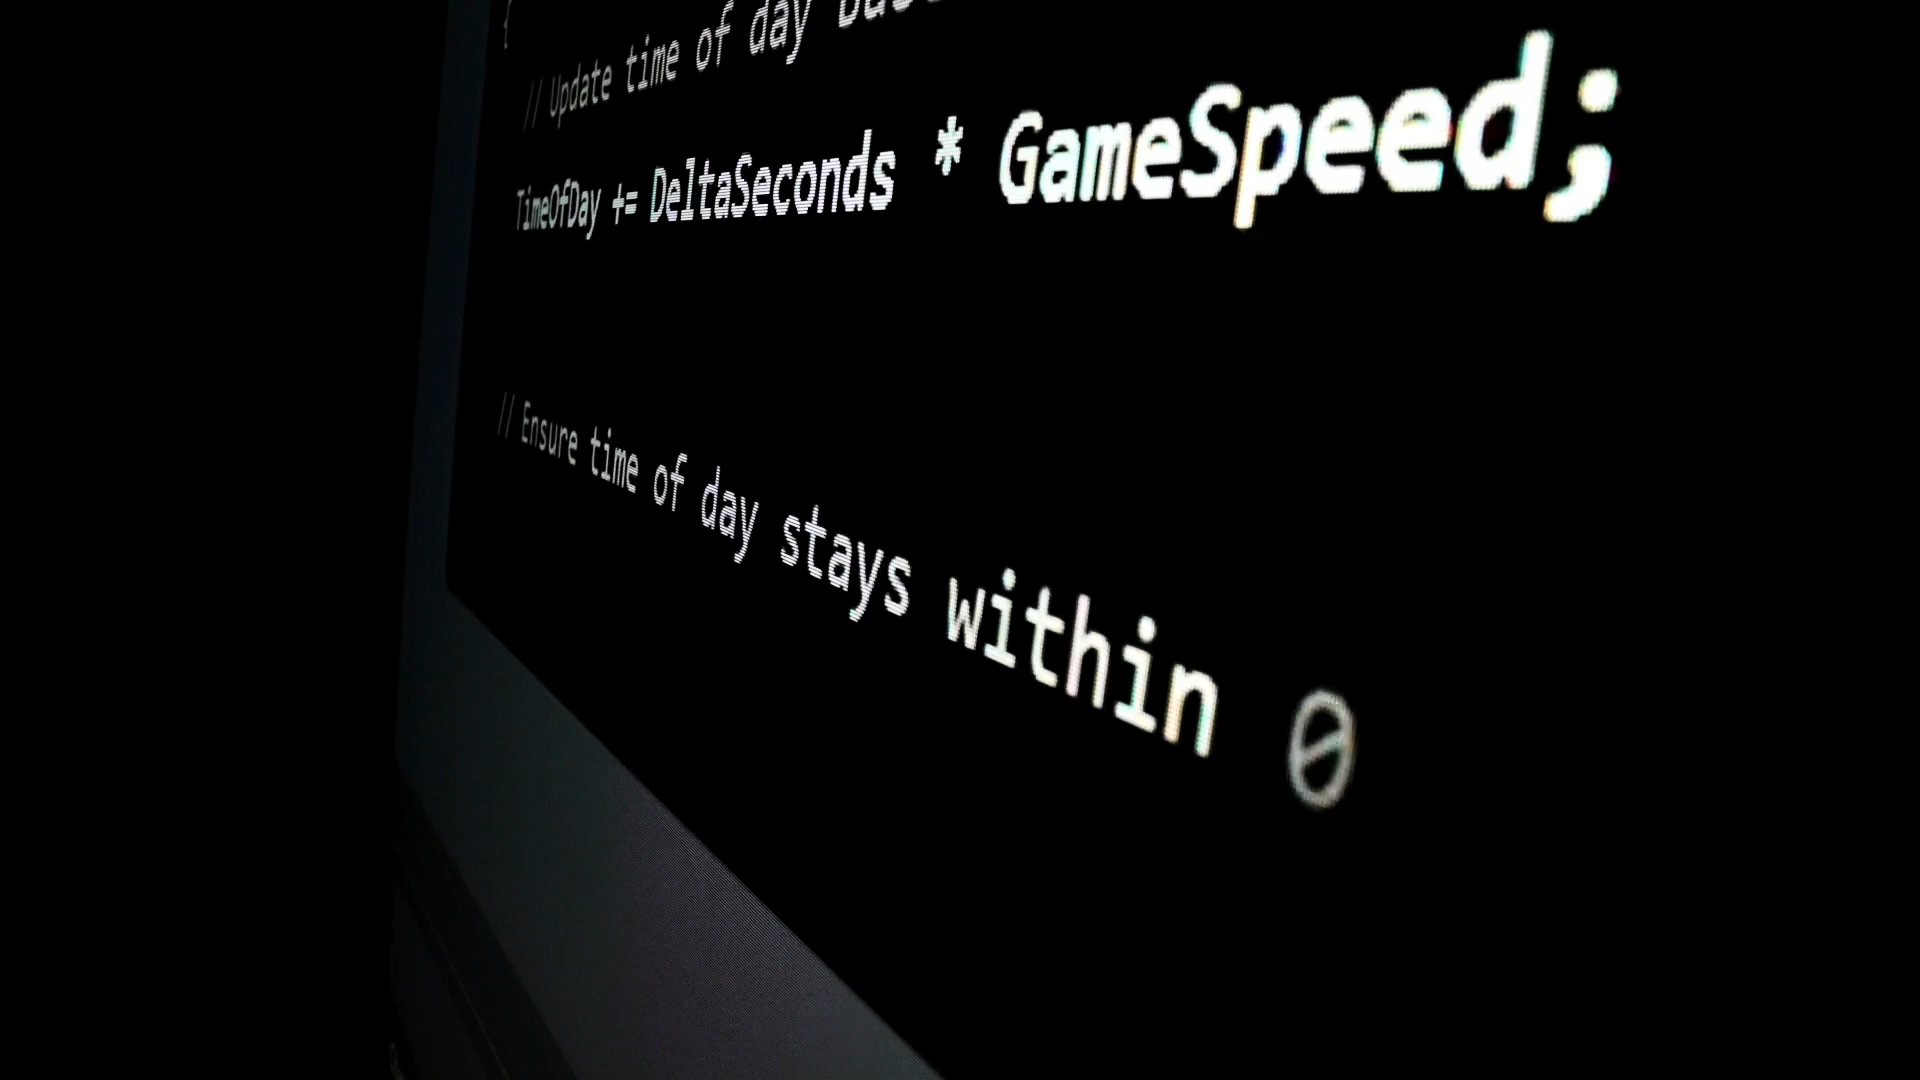 {
// Update time of day
TimeOfDay += DeltaSeconds * GameSpeed;
// Ensure time of day stays within 0